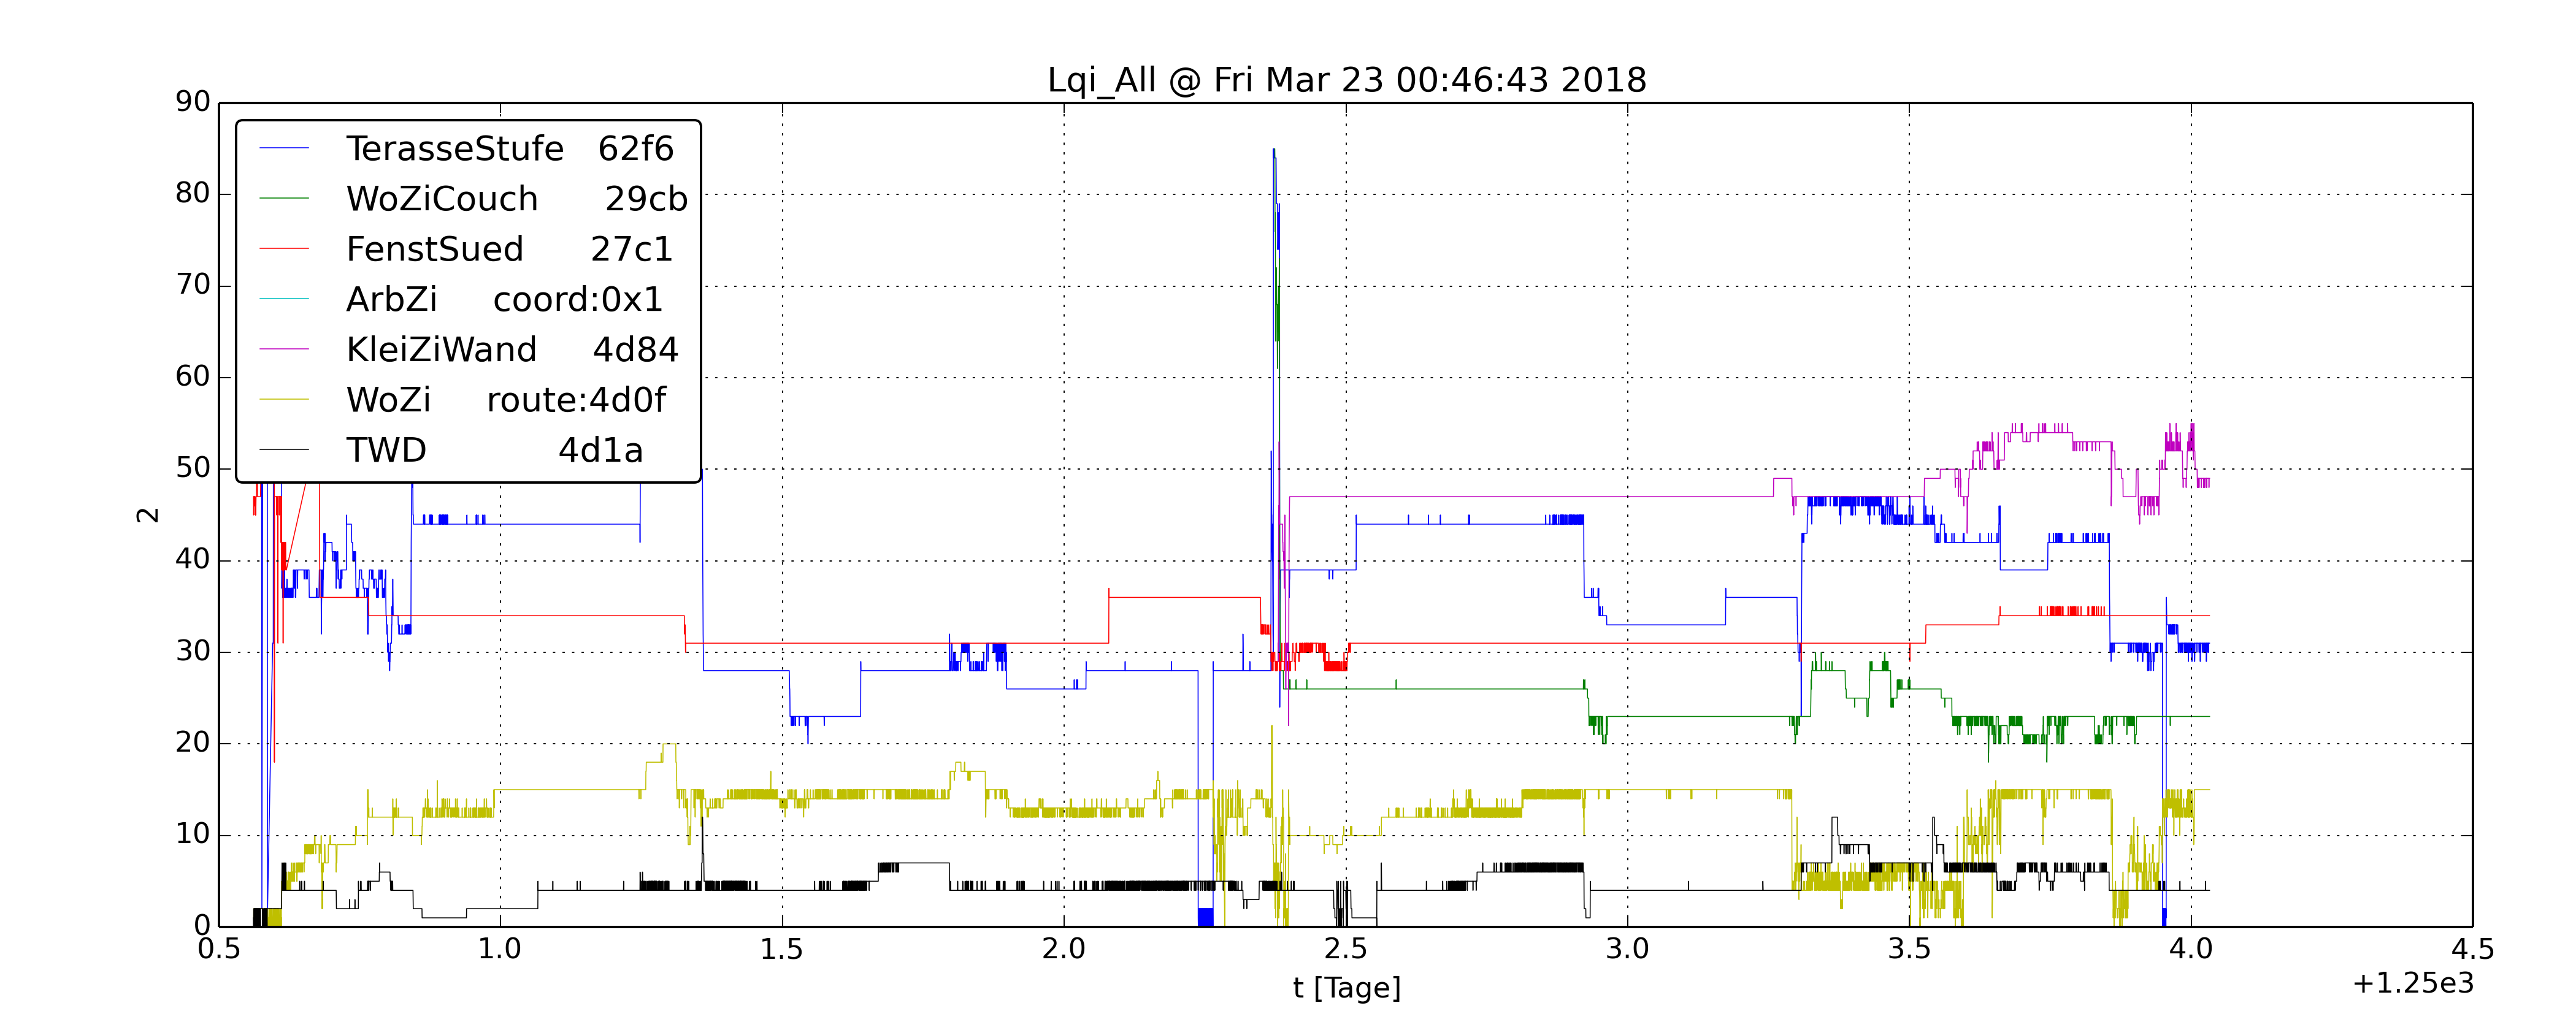 Lqi_All @ Fri Mar 23 00:46:43 2018
90
80
70
60
50
40
30
20
10
0
2
TerasseStufe 62f6
WoZiCouch 29cb
FenstSued 27c1
ArbZi coord:0x1
KleiZiWand 4d84
WoZi route:4d0f
TWD 4d1a
0.5 1.0 1.5 2.0 2.5 3.0 3.5 4.0 4.5
t [Tage]
+1.25e3